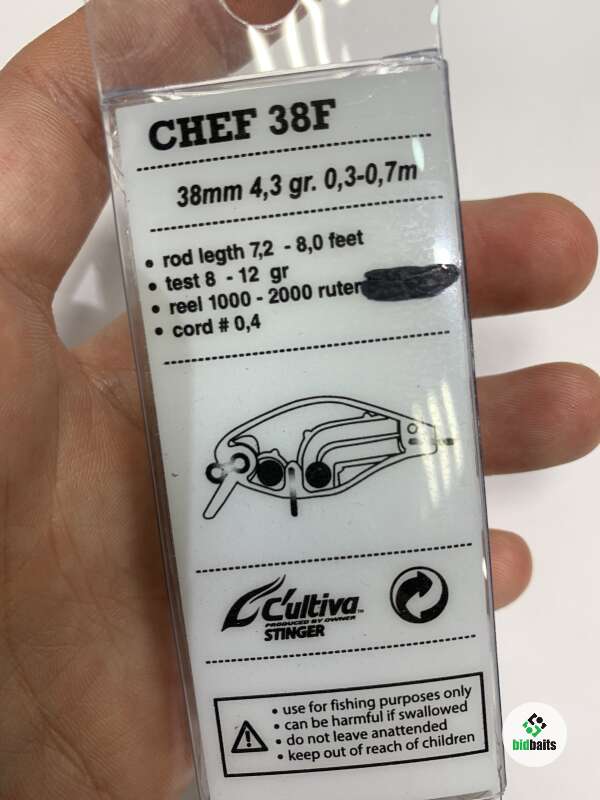 CHEF 38F
38mm 4,3 gr. 0,3-0,7m
• rod legth 7,2 - 8,0 feet
• test 8 - 12 gr
• reel 1000 - 2000 ruter
• cord # 0,4
C'ultiva™
PRODUCED BY OWNER
STINGER
• use for fishing purposes only
• can be harmful if swallowed
• do not leave anattended
• keep out of reach of children
bidbaits